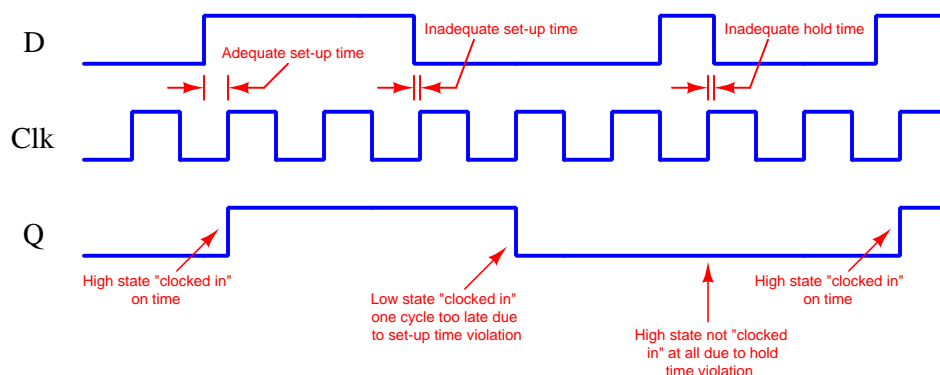 D
Adequate set-up time
Inadequate set-up time
Inadequate hold time
Clk
Q
High state "clocked in"
on time
Low state "clocked in"
one cycle too late due
to set-up time violation
High state not "clocked
in" at all due to hold
time violation
High state "clocked in"
on time